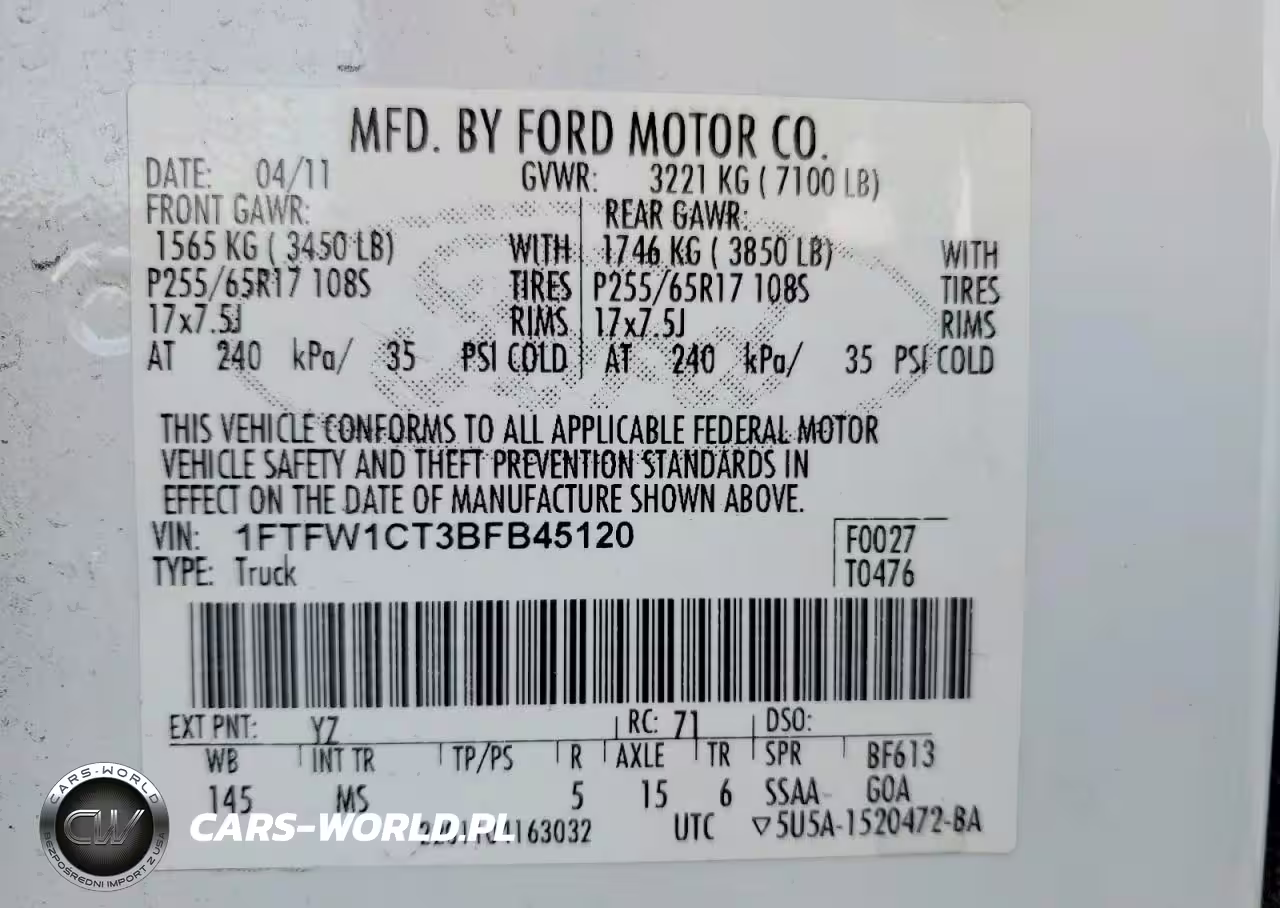 MFD. BY FORD MOTOR CO.
DATE: 04/11 GVWR: 3221 KG ( 7100 LB)
FRONT GAWR: REAR GAWR:
1565 KG ( 3450 LB) WITH 1746 KG ( 3850 LB) WITH
P255/65R17 108S TIRES P255/65R17 108S TIRES
17x7.5J RIMS 17x7.5J RIMS
AT 240 kPa/ 35 PSI COLD AT 240 kPa/ 35 PSI COLD
THIS VEHICLE CONFORMS TO ALL APPLICABLE FEDERAL MOTOR
VEHICLE SAFETY AND THEFT PREVENTION STANDARDS IN
EFFECT ON THE DATE OF MANUFACTURE SHOWN ABOVE.
VIN: 1FTFW1CT3BFB45120 F0027
TYPE: Truck T0476
EXT PNT: YZ RC: 71 DSO:
WB INT TR TP/PS R AXLE TR SPR BF613
145 MS 5 15 6 SSAA GOA
UTC ▽5U5A-1520472-BA
CARS-WORLD
CW
BEZPOŚREDNI IMPORT Z USA
CARS-WORLD.PL